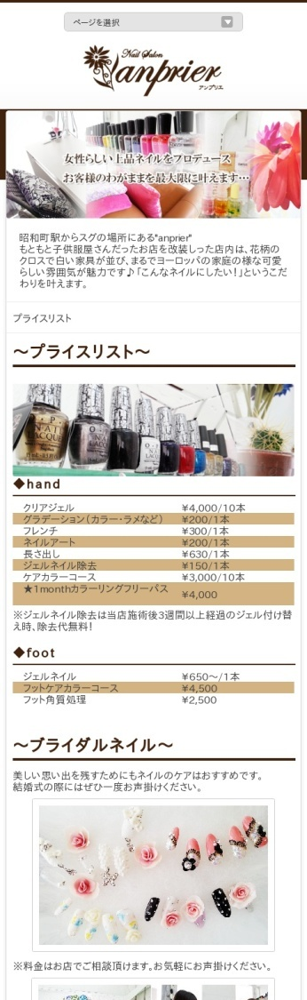 ページを選択
Nail Salon
anprier
アンプリエ
女性らしい上品ネイルをプロデュース
お客様のわがままを最大限に叶えます…
昭和町駅からスグの場所にある"anprier"
もともと子供服屋さんだったお店を改装しった店内は、花柄の
クロスで白い家具が並び、まるでヨーロッパの家庭の様な可愛
らしい雰囲気が魅力です♪「こんなネイルにしたい！」というこだ
わりを叶えます。
プライスリスト
～プライスリスト～
O・P・I
NAIL LACQUER
◆hand
クリアジェル ¥4,000/10本
グラデーション（カラー・ラメなど） ¥200/1本
フレンチ ¥300/1本
ネイルアート ¥200/1本
長さ出し ¥630/1本
ジェルネイル除去 ¥150/1本
ケアカラーコース ¥3,000/10本
★1monthカラーリングフリーパス ¥4,000
※ジェルネイル除去は当店施術後3週間以上経過のジェル付け替
え時、除去代無料！
◆foot
ジェルネイル ¥650～/1本
フットケアカラーコース ¥4,500
フット角質処理 ¥2,500
～ブライダルネイル～
美しい思い出を残すためにもネイルのケアはおすすめです。
結婚式の際にはぜひ一度お声掛けください。
※料金はお店でご相談頂けます。お気軽にお声掛けください。